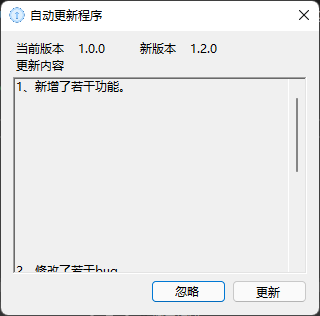 自动更新程序
当前版本 1.0.0 新版本 1.2.0
更新内容
1、新增了若干功能。
2、修改了若干bug
忽略 更新